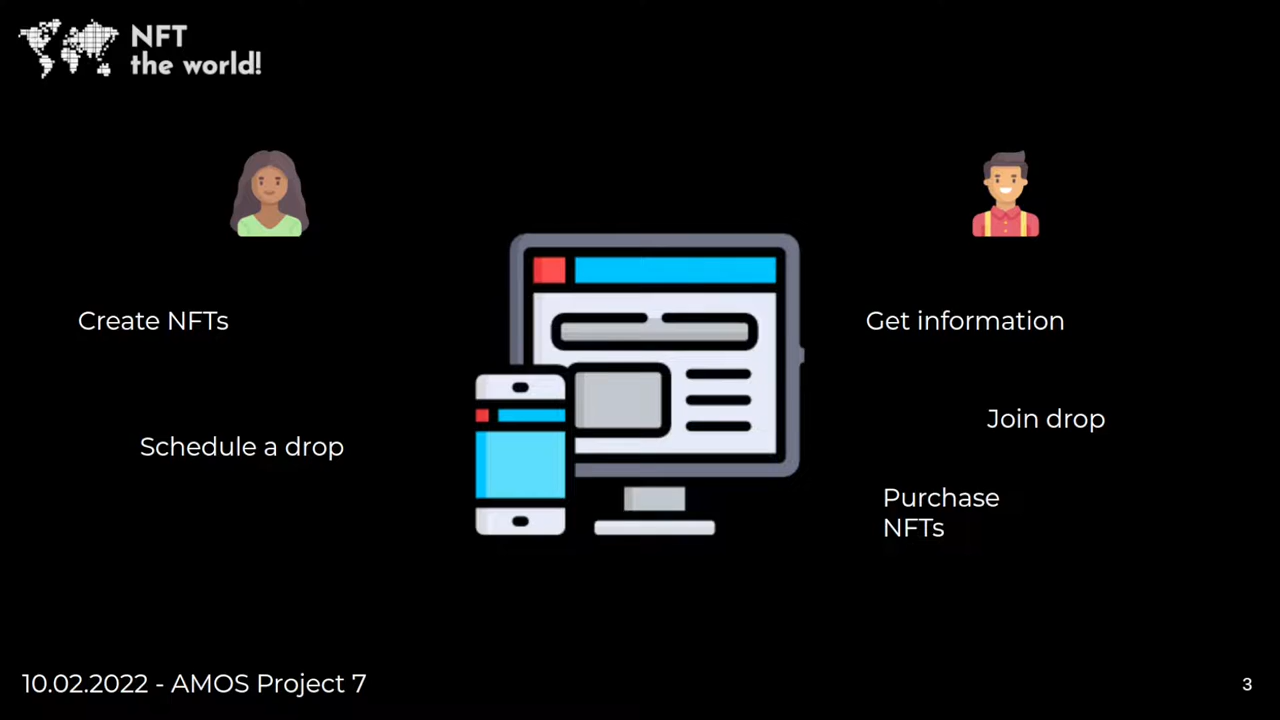 NFT
the world!
Create NFTs
Schedule a drop
Get information
Join drop
Purchase
NFTs
10.02.2022 - AMOS Project 7
3